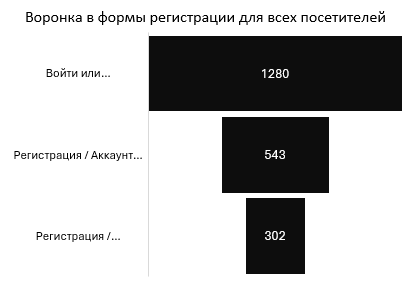 Воронка в формы регистрации для всех посетителей
Войти или...
1280
Регистрация / Аккаунт...
543
Регистрация /...
302